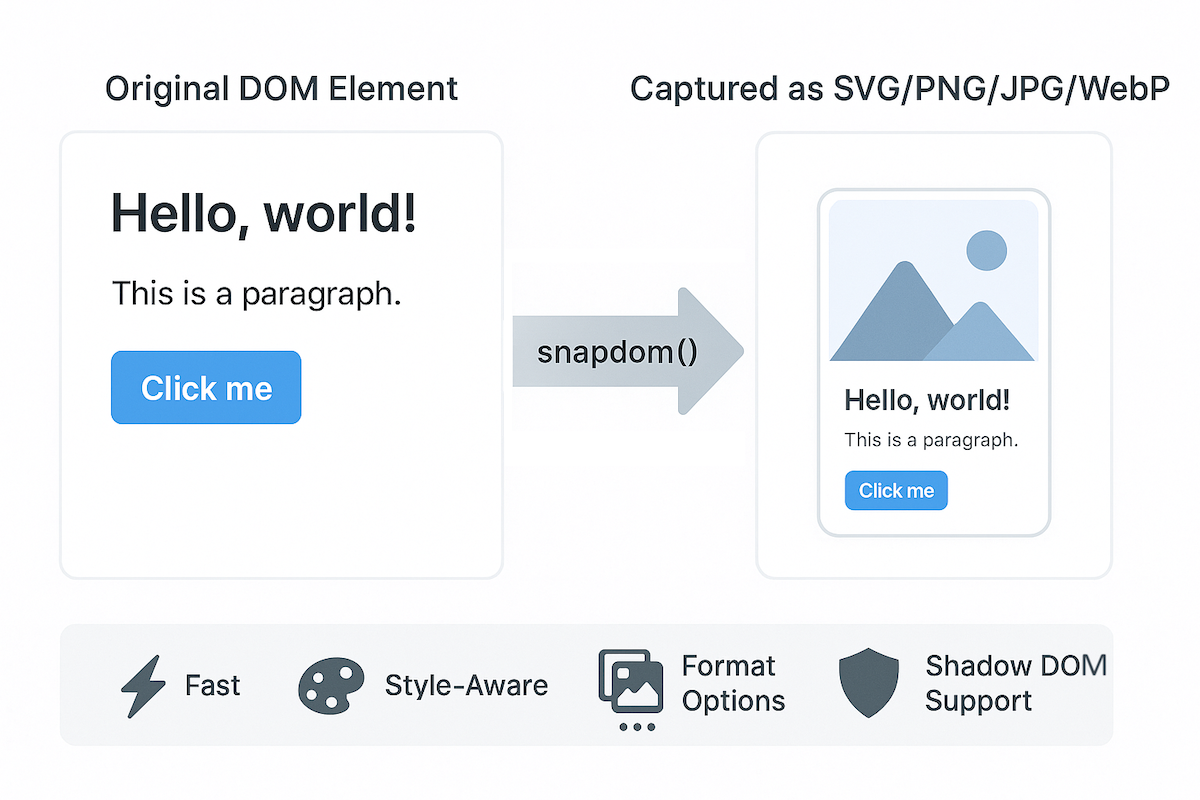 Original DOM Element
Captured as SVG/PNG/JPG/WebP
Hello, world!
This is a paragraph.
Click me
snapdom()
Hello, world!
This is a paragraph.
Click me
Fast
Style-Aware
Format
Options
Shadow DOM
Support